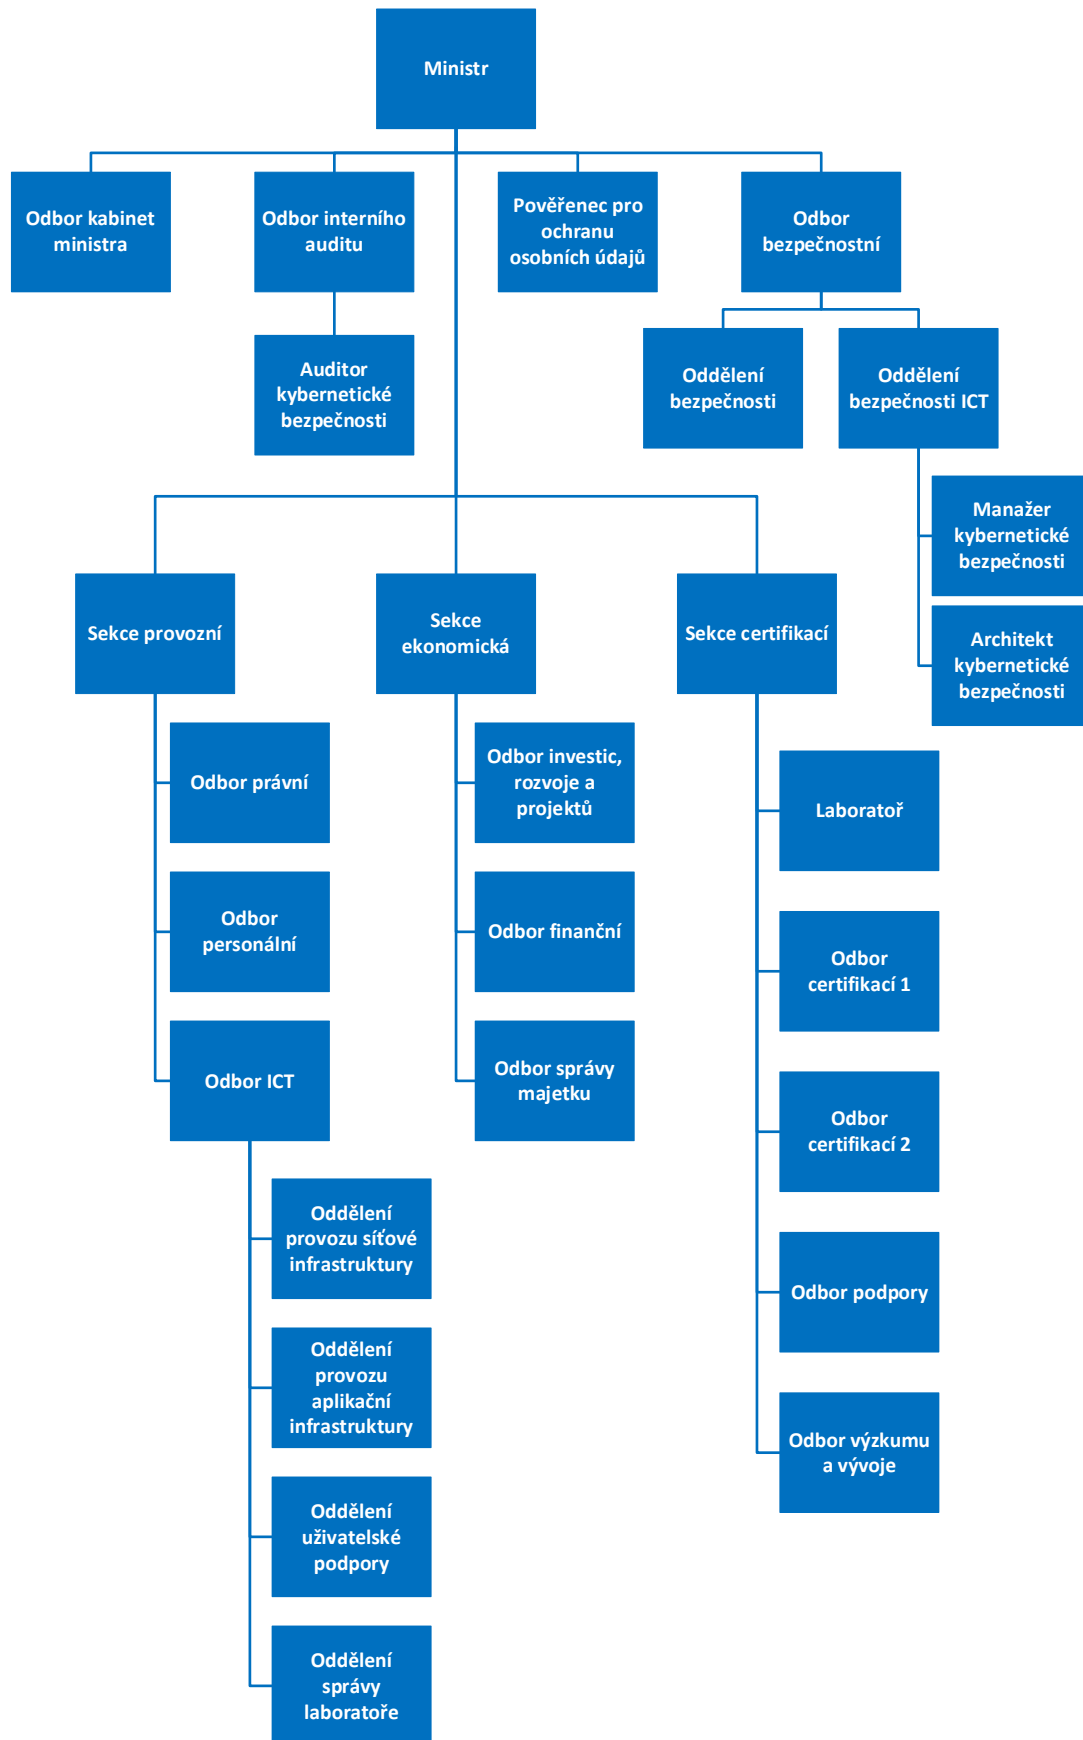 Ministr
Odbor kabinet
ministra
Odbor interního
auditu
Pověřenec pro
ochranu
osobních údajů
Odbor
bezpečnostní
Auditor
kybernetické
bezpečnosti
Oddělení
bezpečnosti
Oddělení
bezpečnosti ICT
Manažer
kybernetické
bezpečnosti
Architekt
kybernetické
bezpečnosti
Sekce provozní
Sekce
ekonomická
Sekce certifikací
Odbor právní
Odbor
personální
Odbor ICT
Oddělení
provozu síťové
infrastruktury
Oddělení
provozu
aplikační
infrastruktury
Oddělení
uživatelské
podpory
Oddělení
správy
laboratoře
Odbor investic,
rozvoje a
projektů
Odbor finanční
Odbor správy
majetku
Laboratoř
Odbor
certifikací 1
Odbor
certifikací 2
Odbor podpory
Odbor výzkumu
a vývoje